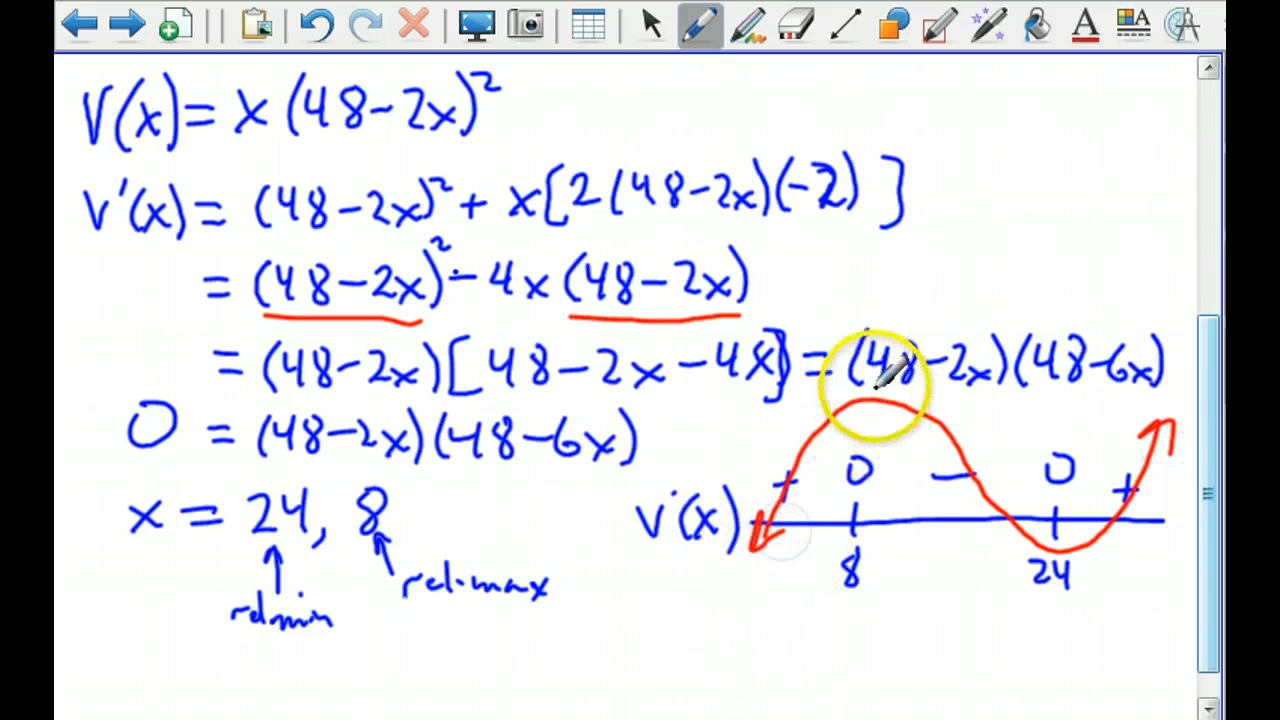 V(x) = x(48-2x)²
v'(x) = (48-2x)² + x[2(48-2x)(-2)]
= (48-2x)² - 4x(48-2x)
= (48-2x)[48-2x-4x] = (48-2x)(48-6x)
0 = (48-2x)(48-6x)
x = 24, 8
rel min
rel. max
+ 0 - 0 +
v'(x)
8 24